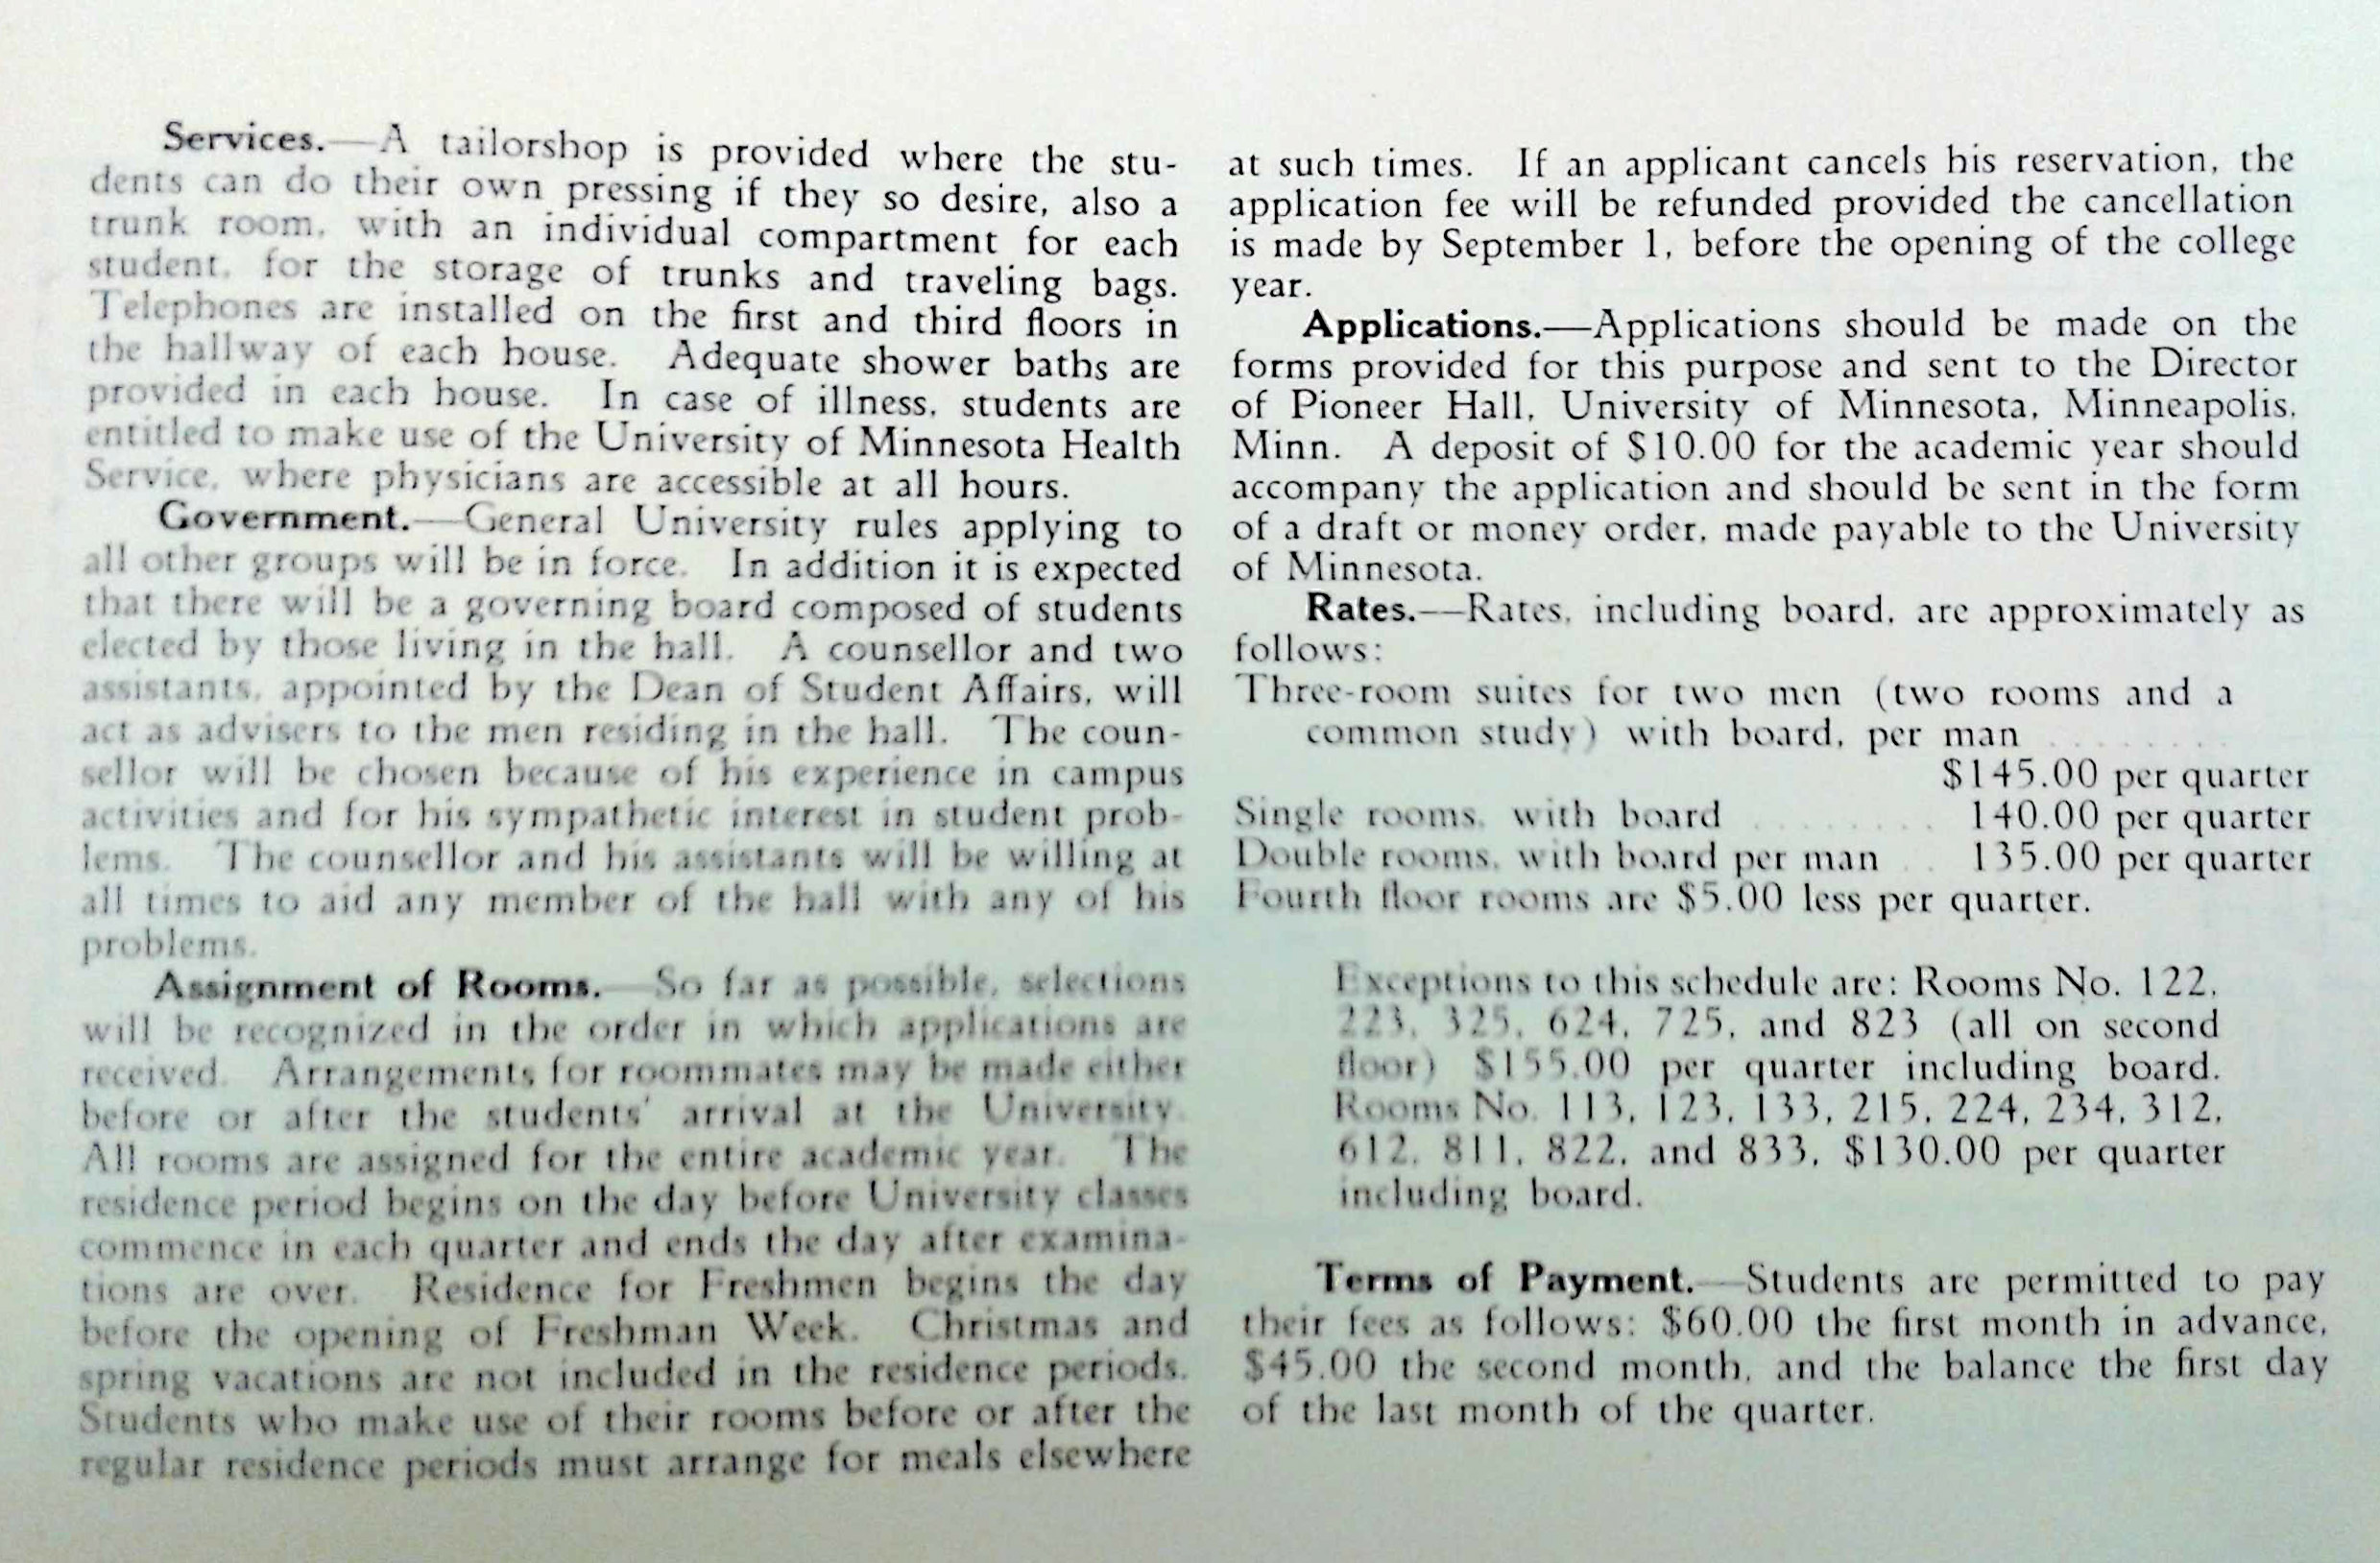 Services.—A tailorshop is provided where the stu-
dents can do their own pressing if they so desire, also a
trunk room, with an individual compartment for each
student, for the storage of trunks and traveling bags.
Telephones are installed on the first and third floors in
the hallway of each house. Adequate shower baths are
provided in each house. In case of illness, students are
entitled to make use of the University of Minnesota Health
Service, where physicians are accessible at all hours.
Government.—General University rules applying to
all other groups will be in force. In addition it is expected
that there will be a governing board composed of students
elected by those living in the hall. A counsellor and two
assistants, appointed by the Dean of Student Affairs, will
act as advisers to the men residing in the hall. The coun-
sellor will be chosen because of his experience in campus
activities and for his sympathetic interest in student prob-
lems. The counsellor and his assistants will be willing at
all times to aid any member of the hall with any of his
problems.
Assignment of Rooms.—So far as possible, selections
will be recognized in the order in which applications are
received. Arrangements for roommates may be made either
before or after the students' arrival at the University.
All rooms are assigned for the entire academic year. The
residence period begins on the day before University classes
commence in each quarter and ends the day after examina-
tions are over. Residence for Freshmen begins the day
before the opening of Freshman Week. Christmas and
spring vacations are not included in the residence periods.
Students who make use of their rooms before or after the
regular residence periods must arrange for meals elsewhere
at such times. If an applicant cancels his reservation, the
application fee will be refunded provided the cancellation
is made by September 1, before the opening of the college
year.
Applications.—Applications should be made on the
forms provided for this purpose and sent to the Director
of Pioneer Hall, University of Minnesota, Minneapolis,
Minn. A deposit of $10.00 for the academic year should
accompany the application and should be sent in the form
of a draft or money order, made payable to the University
of Minnesota.
Rates.—Rates, including board, are approximately as
follows:
Three-room suites for two men (two rooms and a
common study) with board, per man ........
$145.00 per quarter
Single rooms, with board ........ 140.00 per quarter
Double rooms, with board per man .. 135.00 per quarter
Fourth floor rooms are $5.00 less per quarter.
Exceptions to this schedule are: Rooms No. 122,
223, 325, 624, 725, and 823 (all on second
floor) $155.00 per quarter including board.
Rooms No. 113, 123, 133, 215, 224, 234, 312,
612, 811, 822, and 833, $130.00 per quarter
including board.
Terms of Payment.—Students are permitted to pay
their fees as follows: $60.00 the first month in advance,
$45.00 the second month, and the balance the first day
of the last month of the quarter.